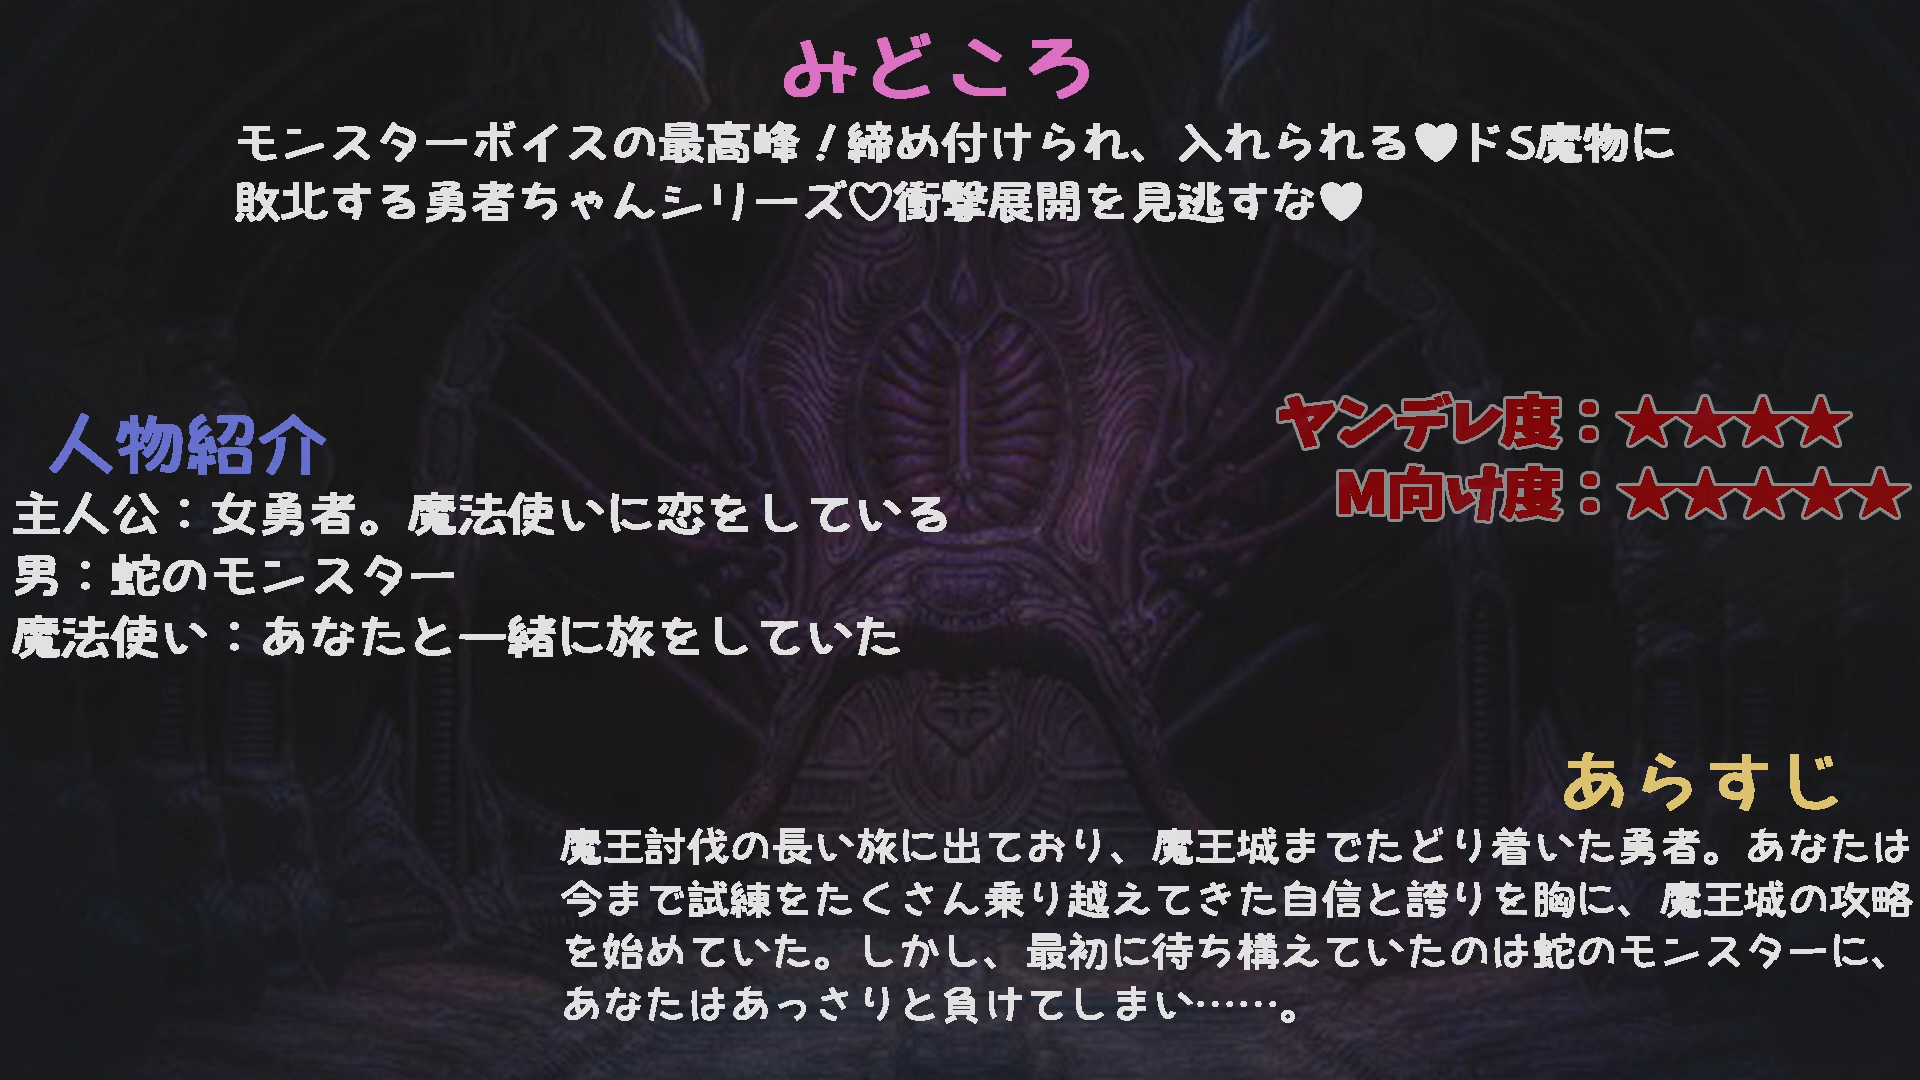 みどころ
モンスターボイスの最高峰！締め付けられ、入れられる♥ドS魔物に
敗北する勇者ちゃんシリーズ♡衝撃展開を見逃すな♥
ヤンデレ度：★★★★
M向け度：★★★★★
人物紹介
主人公：女勇者。魔法使いに恋をしている
男：蛇のモンスター
魔法使い：あなたと一緒に旅をしていた
あらすじ
魔王討伐の長い旅に出ており、魔王城までたどり着いた勇者。あなたは
今まで試練をたくさん乗り越えてきた自信と誇りを胸に、魔王城の攻略
を始めていた。しかし、最初に待ち構えていたのは蛇のモンスターに、
あなたはあっさりと負けてしまい……。